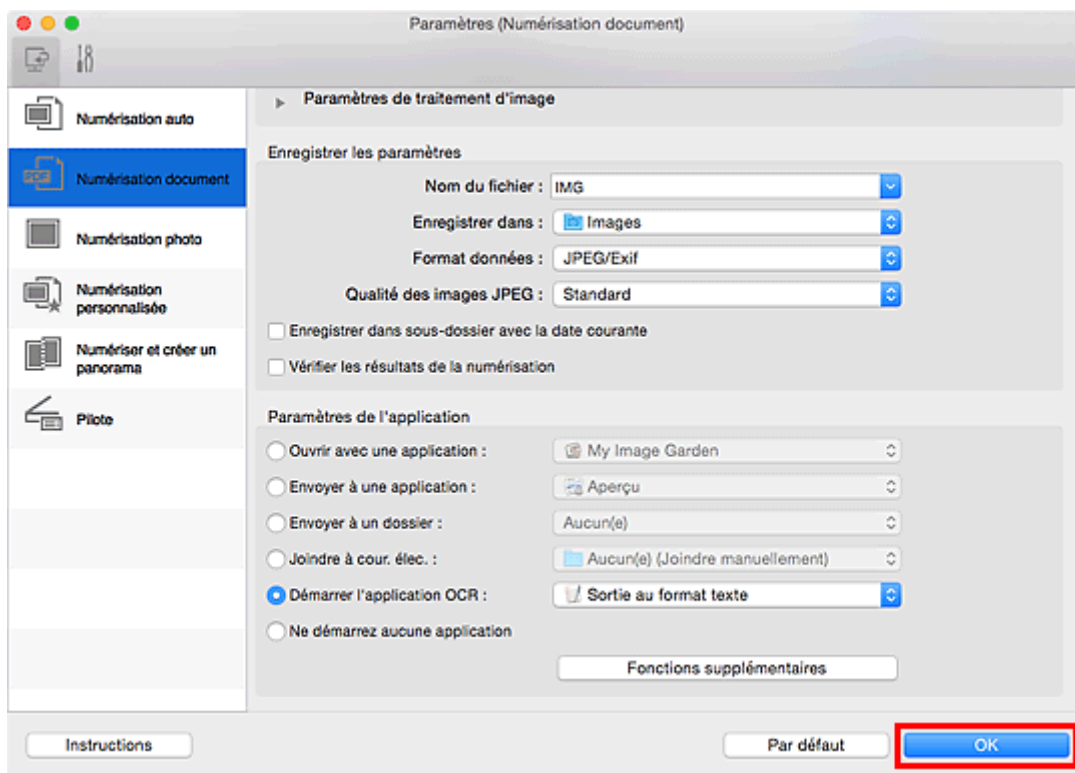 Paramètres (Numérisation document)
Numérisation auto
Numérisation document
Numérisation photo
Numérisation
personnalisée
Numériser et créer un
panorama
Pilote
Paramètres de traitement d'image
Enregistrer les paramètres
Nom du fichier : IMG
Enregistrer dans : Images
Format données : JPEG/Exif
Qualité des images JPEG : Standard
Enregistrer dans sous-dossier avec la date courante
Vérifier les résultats de la numérisation
Paramètres de l'application
Ouvrir avec une application : My Image Garden
Envoyer à une application : Aperçu
Envoyer à un dossier : Aucun(e)
Joindre à cour. élec. : Aucun(e) (Joindre manuellement)
Démarrer l'application OCR : Sortie au format texte
Ne démarrez aucune application
Fonctions supplémentaires
Instructions
Par défaut
OK